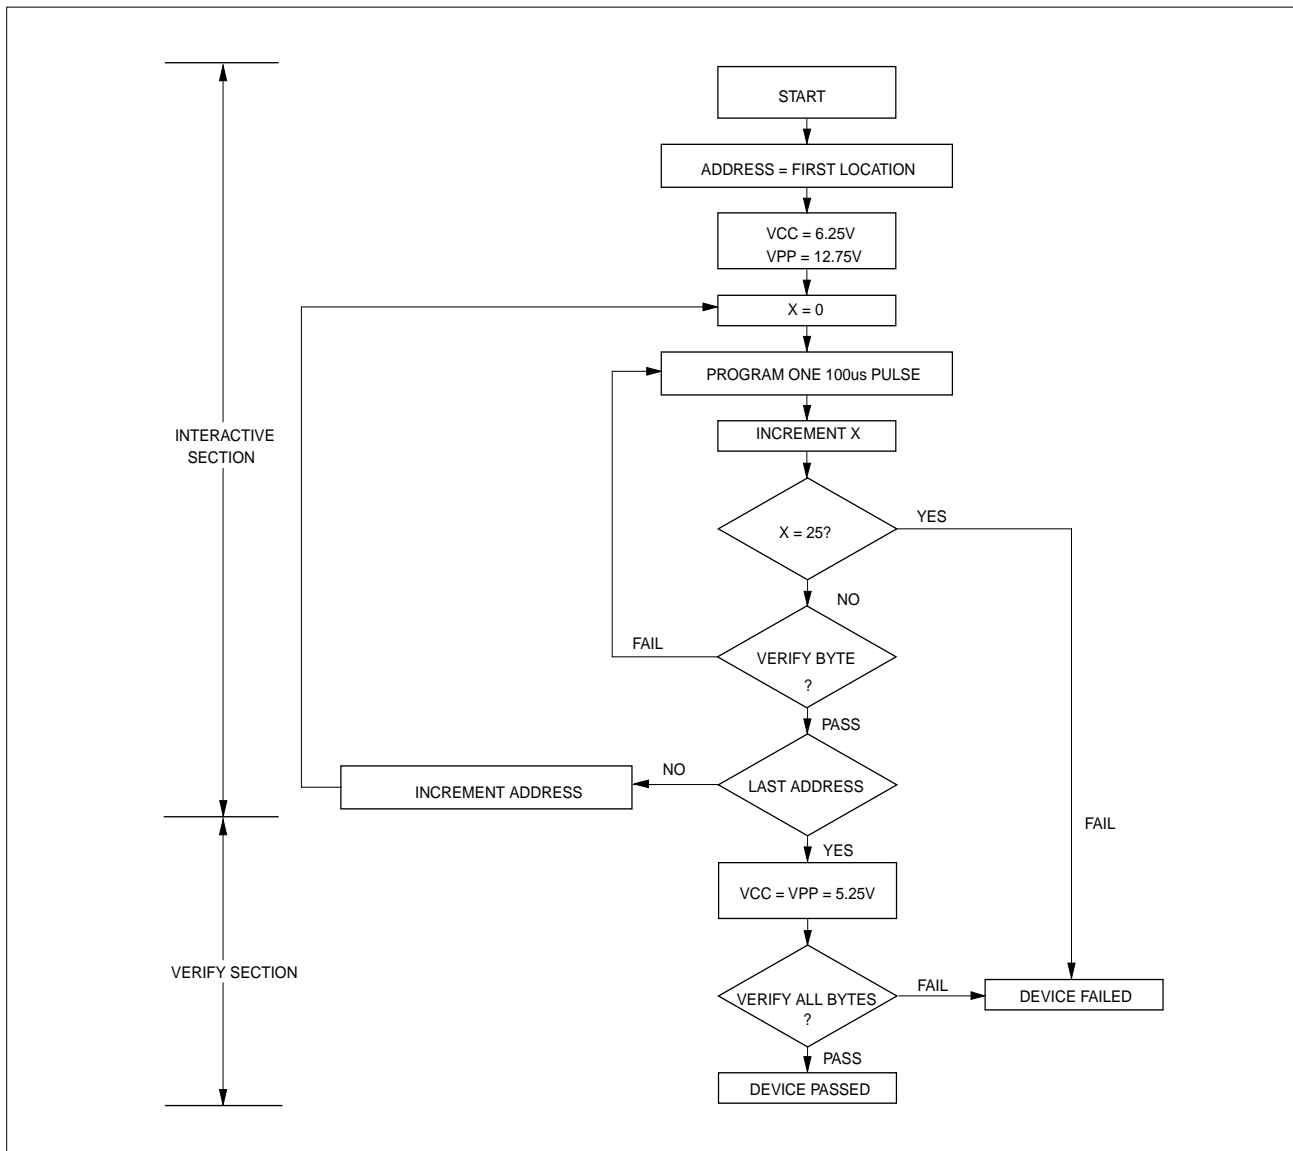 START
ADDRESS = FIRST LOCATION
VCC = 6.25V
VPP = 12.75V
X = 0
PROGRAM ONE 100us PULSE
INCREMENT X
INTERACTIVE
SECTION
X = 25?
YES
NO
FAIL
VERIFY BYTE
?
PASS
NO
LAST ADDRESS
INCREMENT ADDRESS
FAIL
YES
VCC = VPP = 5.25V
VERIFY SECTION
VERIFY ALL BYTES
?
FAIL
DEVICE FAILED
PASS
DEVICE PASSED